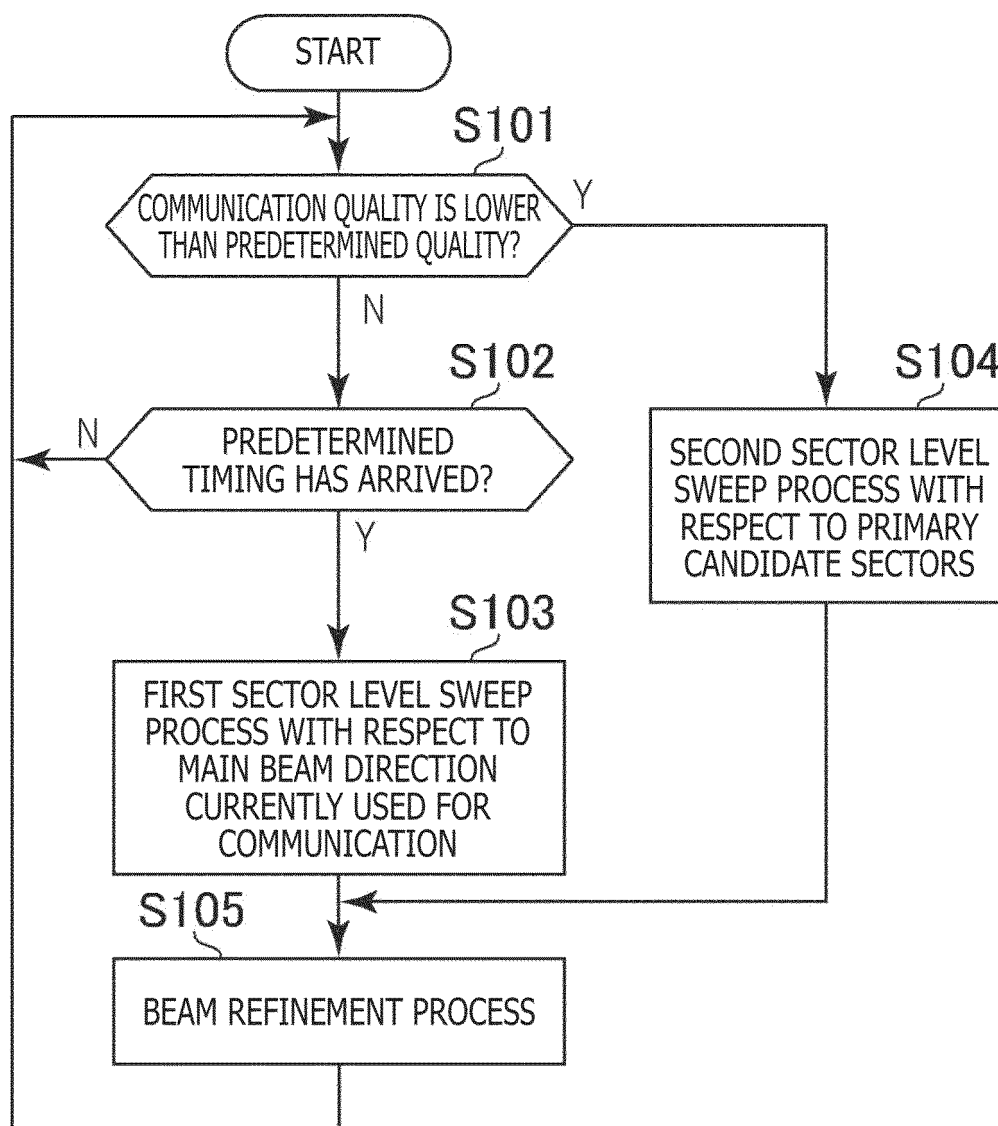 START
S101
COMMUNICATION QUALITY IS LOWER
THAN PREDETERMINED QUALITY?
Y
N
S102
PREDETERMINED
TIMING HAS ARRIVED?
N
Y
S104
SECOND SECTOR LEVEL
SWEEP PROCESS WITH
RESPECT TO PRIMARY
CANDIDATE SECTORS
S103
FIRST SECTOR LEVEL SWEEP
PROCESS WITH RESPECT TO
MAIN BEAM DIRECTION
CURRENTLY USED FOR
COMMUNICATION
S105
BEAM REFINEMENT PROCESS